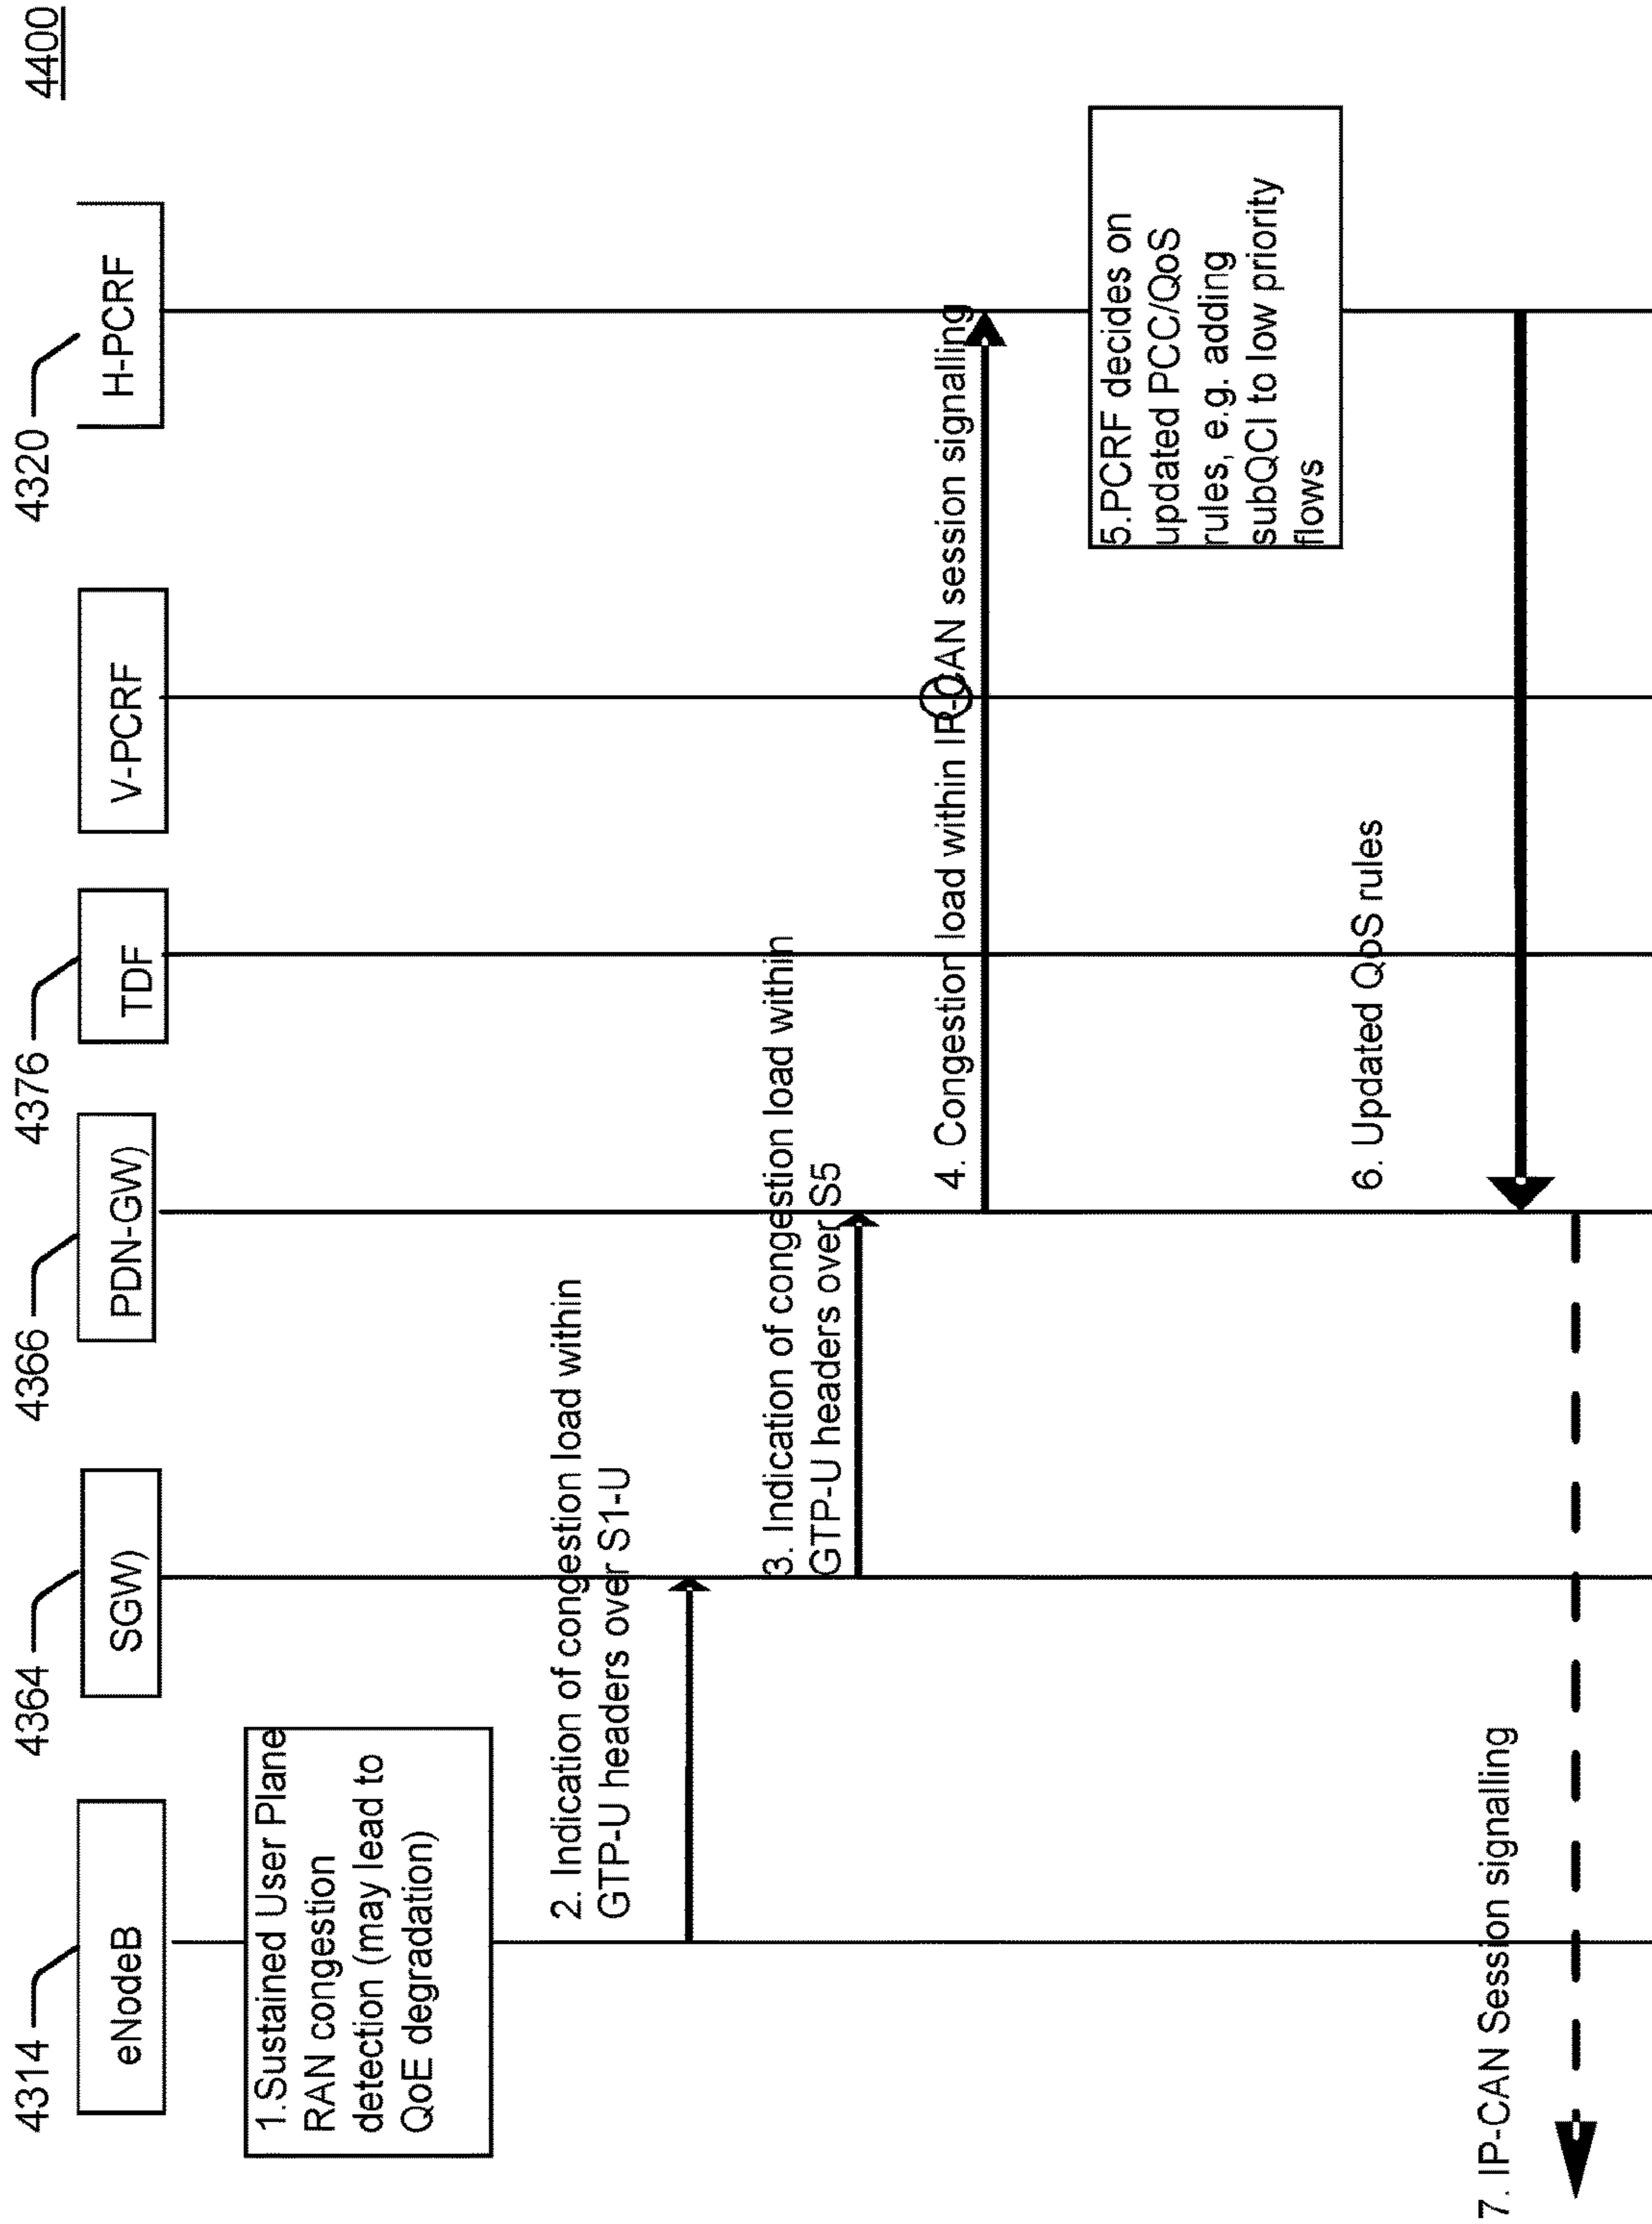 4400
4314
4364
4366
4376
4320
eNodeB
SGW)
PDN-GW)
TDF
V-PCRF
H-PCRF
1.Sustained User Plane
RAN congestion
detection (may lead to
QoE degradation)
2. Indication of congestion load within
GTP-U headers over S1-U
3. Indication of congestion load within
GTP-U headers over S5
4. Congestion load within IP-CAN session signalling
5.PCRF decides on
updated PCC/QoS
rules, e.g. adding
subQCI to low priority
flows
6. Updated QoS rules
7. IP-CAN Session signalling